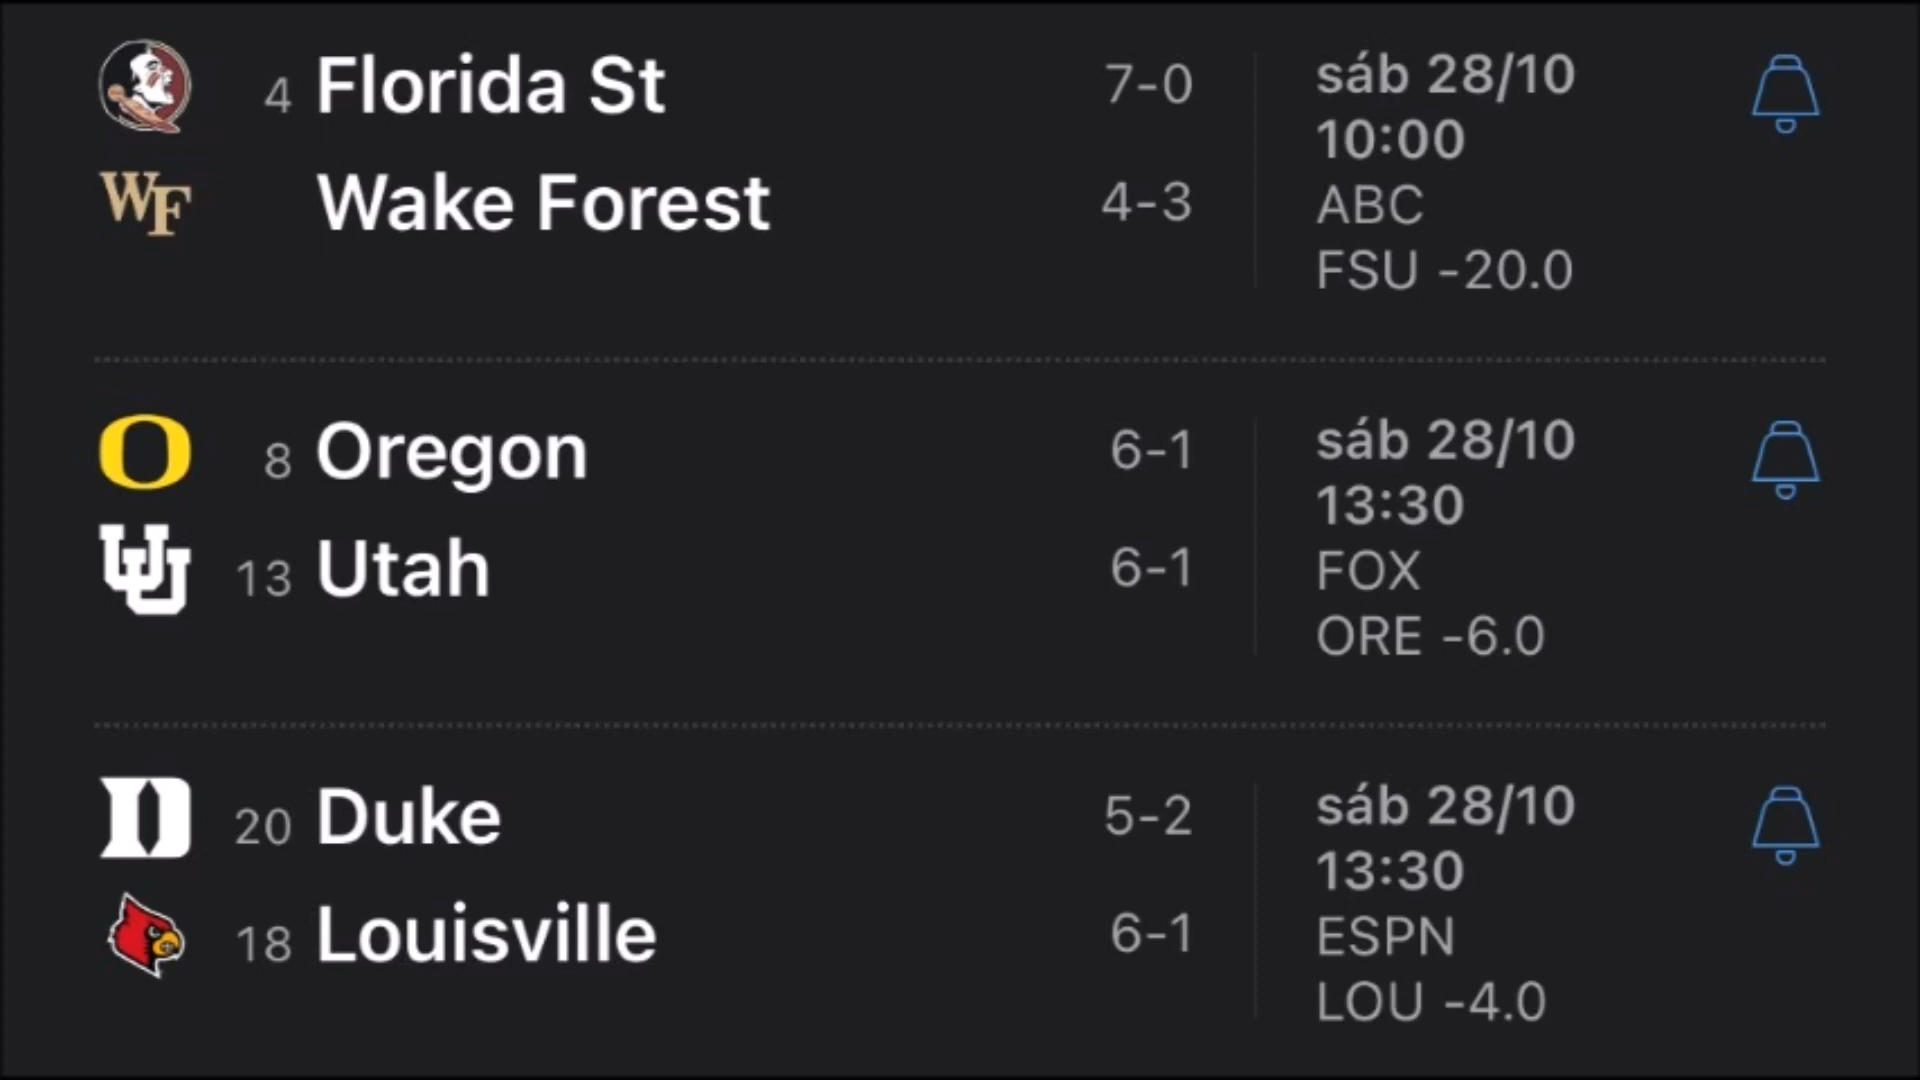 4 Florida St 7-0
WF Wake Forest 4-3
sáb 28/10
10:00
ABC
FSU -20.0
O 8 Oregon 6-1
U 13 Utah 6-1
sáb 28/10
13:30
FOX
ORE -6.0
D 20 Duke 5-2
18 Louisville 6-1
sáb 28/10
13:30
ESPN
LOU -4.0